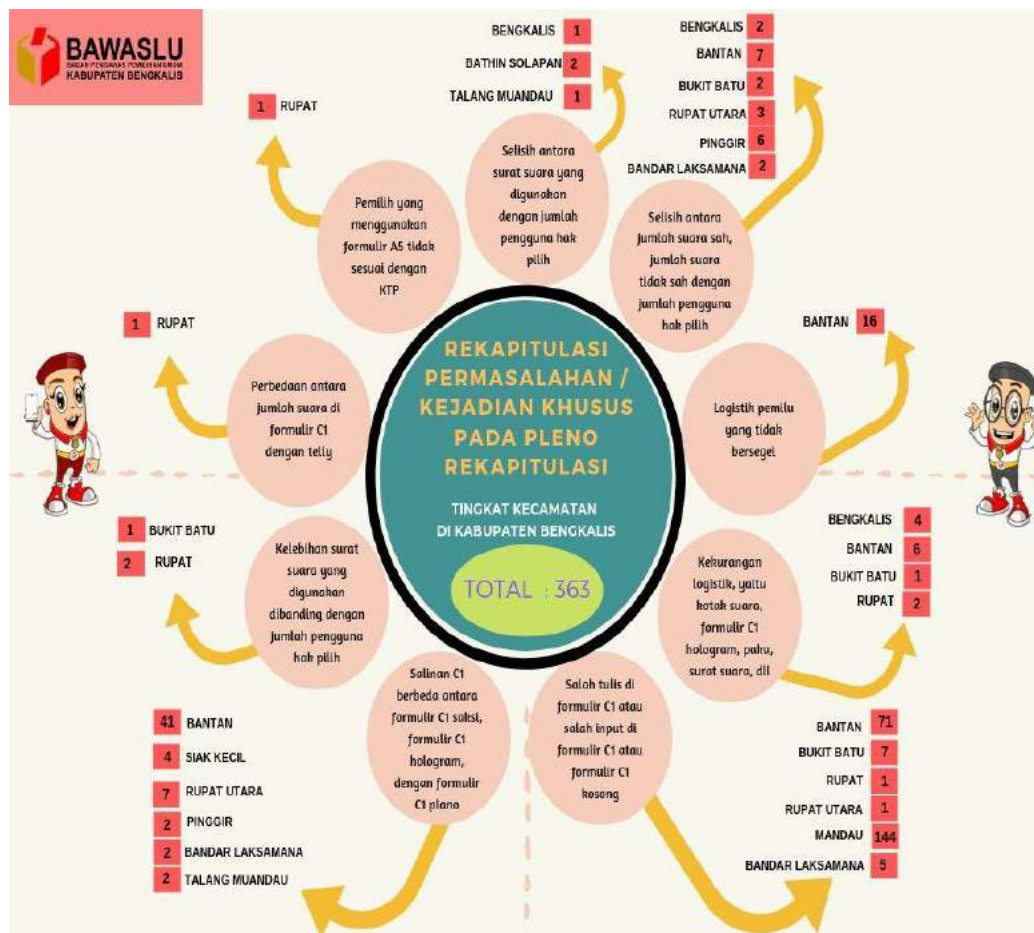 BAWASLU
BADAN PENGAWAS PEMILIHAN UMUM
KABUPATEN BENGKALIS
1 RUPAT
Pemilih yang
menggunakan
formulir A5 tidak
sesuai dengan
KTP
BENGKALIS 1
BATHIN SOLAPAN 2
TALANG MUANDAU 1
Selisih antara
surat suara yang
digunakan
dengan jumlah
pengguna hak
pilih
BENGKALIS 2
BANTAN 7
BUKIT BATU 2
RUPAT UTARA 3
PINGGIR 6
BANDAR LAKSAMANA 2
Selisih antara
jumlah suara sah,
jumlah suara
tidak sah dengan
jumlah pengguna
hak pilih
1 RUPAT
Perbedaan antara
jumlah suara di
formulir C1
dengan telly
REKAPITULASI
PERMASALAHAN /
KEJADIAN KHUSUS
PADA PLENO
REKAPITULASI
TINGKAT KECAMATAN
DI KABUPATEN BENGKALIS
TOTAL : 363
BANTAN 16
Logistik pemilu
yang tidak
bersegel
1 BUKIT BATU
2 RUPAT
Kelebihan surat
suara yang
digunakan
dibanding dengan
jumlah pengguna
hak pilih
BENGKALIS 4
BANTAN 6
BUKIT BATU 1
RUPAT 2
Kekurangan
logistik, yaitu
kotak suara,
formulir C1
hologram, paku,
surat suara, dll
41 BANTAN
4 SIAK KECIL
7 RUPAT UTARA
2 PINGGIR
2 BANDAR LAKSAMANA
2 TALANG MUANDAU
Salinan C1
berbeda antara
formulir C1 saksi,
formulir C1
hologram,
dengan formulir
C1 plano
Salah tulis di
formulir C1 atau
salah input di
formulir C1 atau
formulir C1
kosong
BANTAN 71
BUKIT BATU 7
RUPAT 1
RUPAT UTARA 1
MANDAU 144
BANDAR LAKSAMANA 5